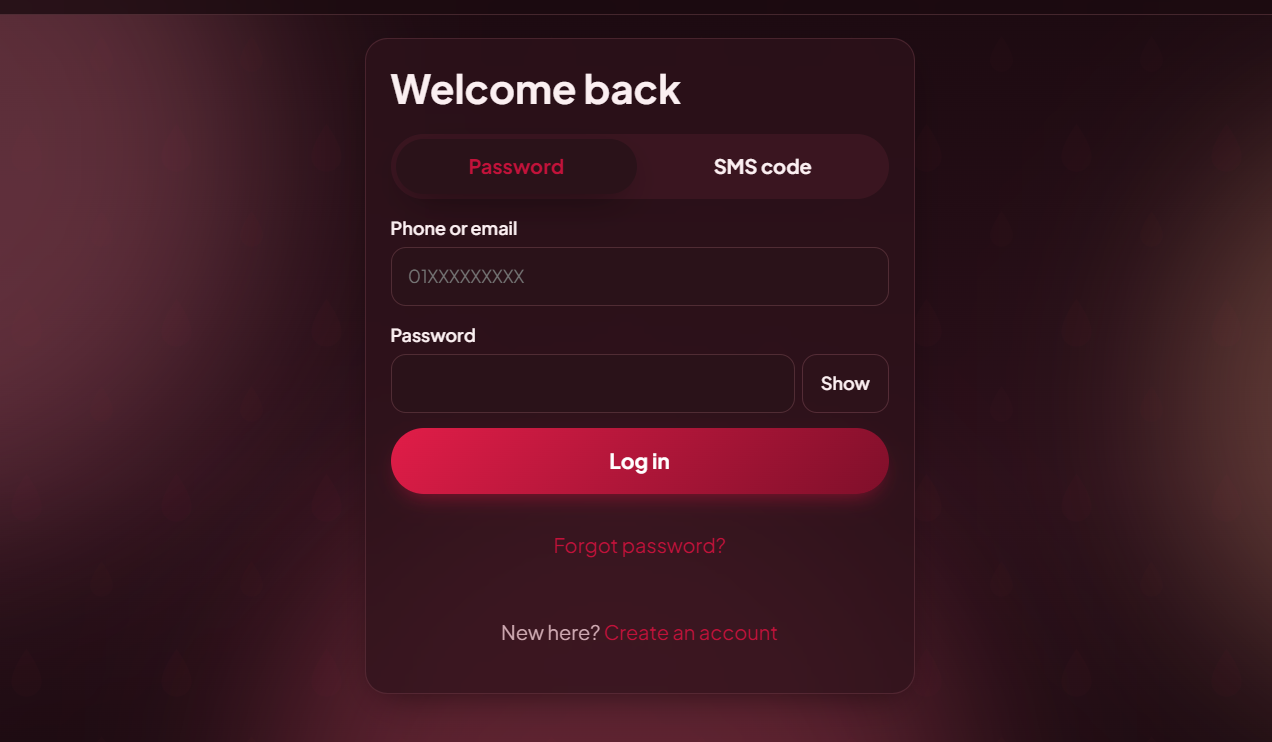 Welcome back
Password SMS code
Phone or email
01XXXXXXXXX
Password
Show
Log in
Forgot password?
New here? Create an account